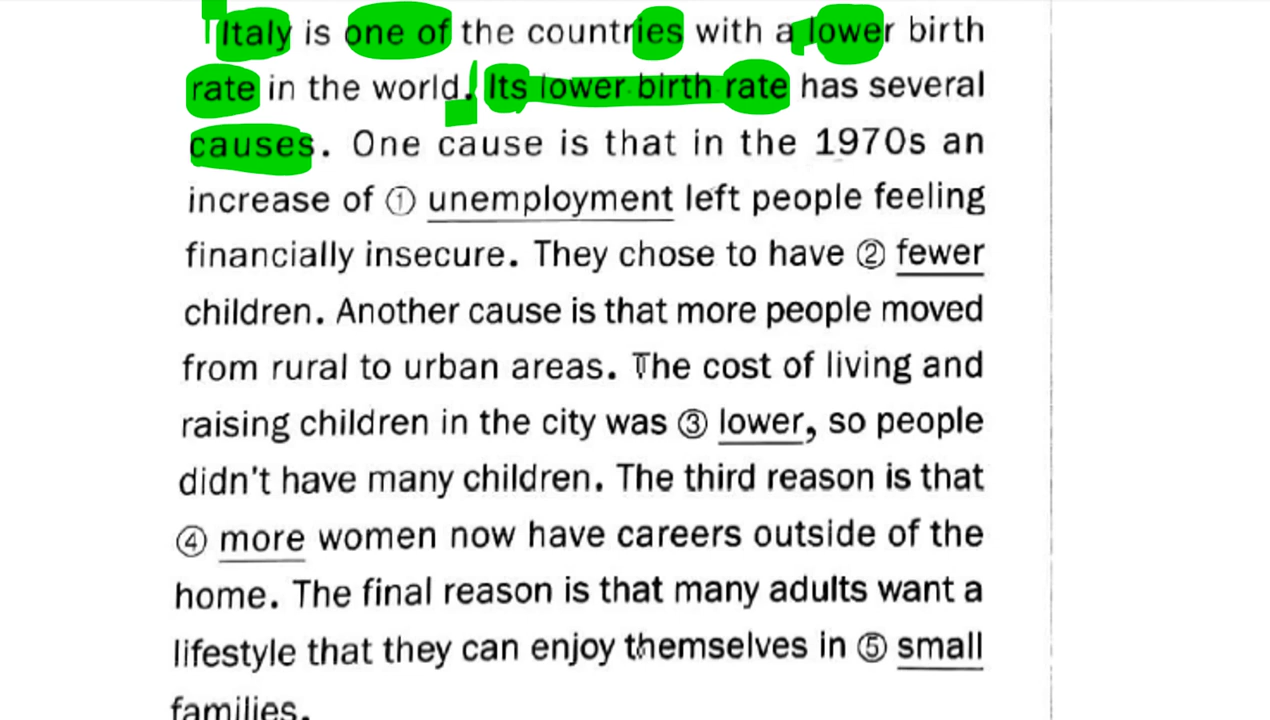 Italy is one of the countries with a lower birth
rate in the world. Its lower birth rate has several
causes. One cause is that in the 1970s an
increase of ① unemployment left people feeling
financially insecure. They chose to have ② fewer
children. Another cause is that more people moved
from rural to urban areas. The cost of living and
raising children in the city was ③ lower, so people
didn't have many children. The third reason is that
④ more women now have careers outside of the
home. The final reason is that many adults want a
lifestyle that they can enjoy themselves in ⑤ small
families.